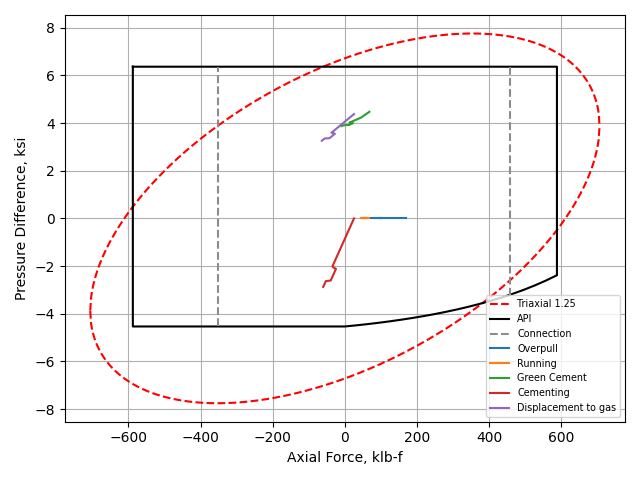 8
6
4
2
0
−2
−4
−6
−8
Pressure Difference, ksi
−600
−400
−200
0
200
400
600
Axial Force, klb-f
Triaxial 1.25
API
Connection
Overpull
Running
Green Cement
Cementing
Displacement to gas